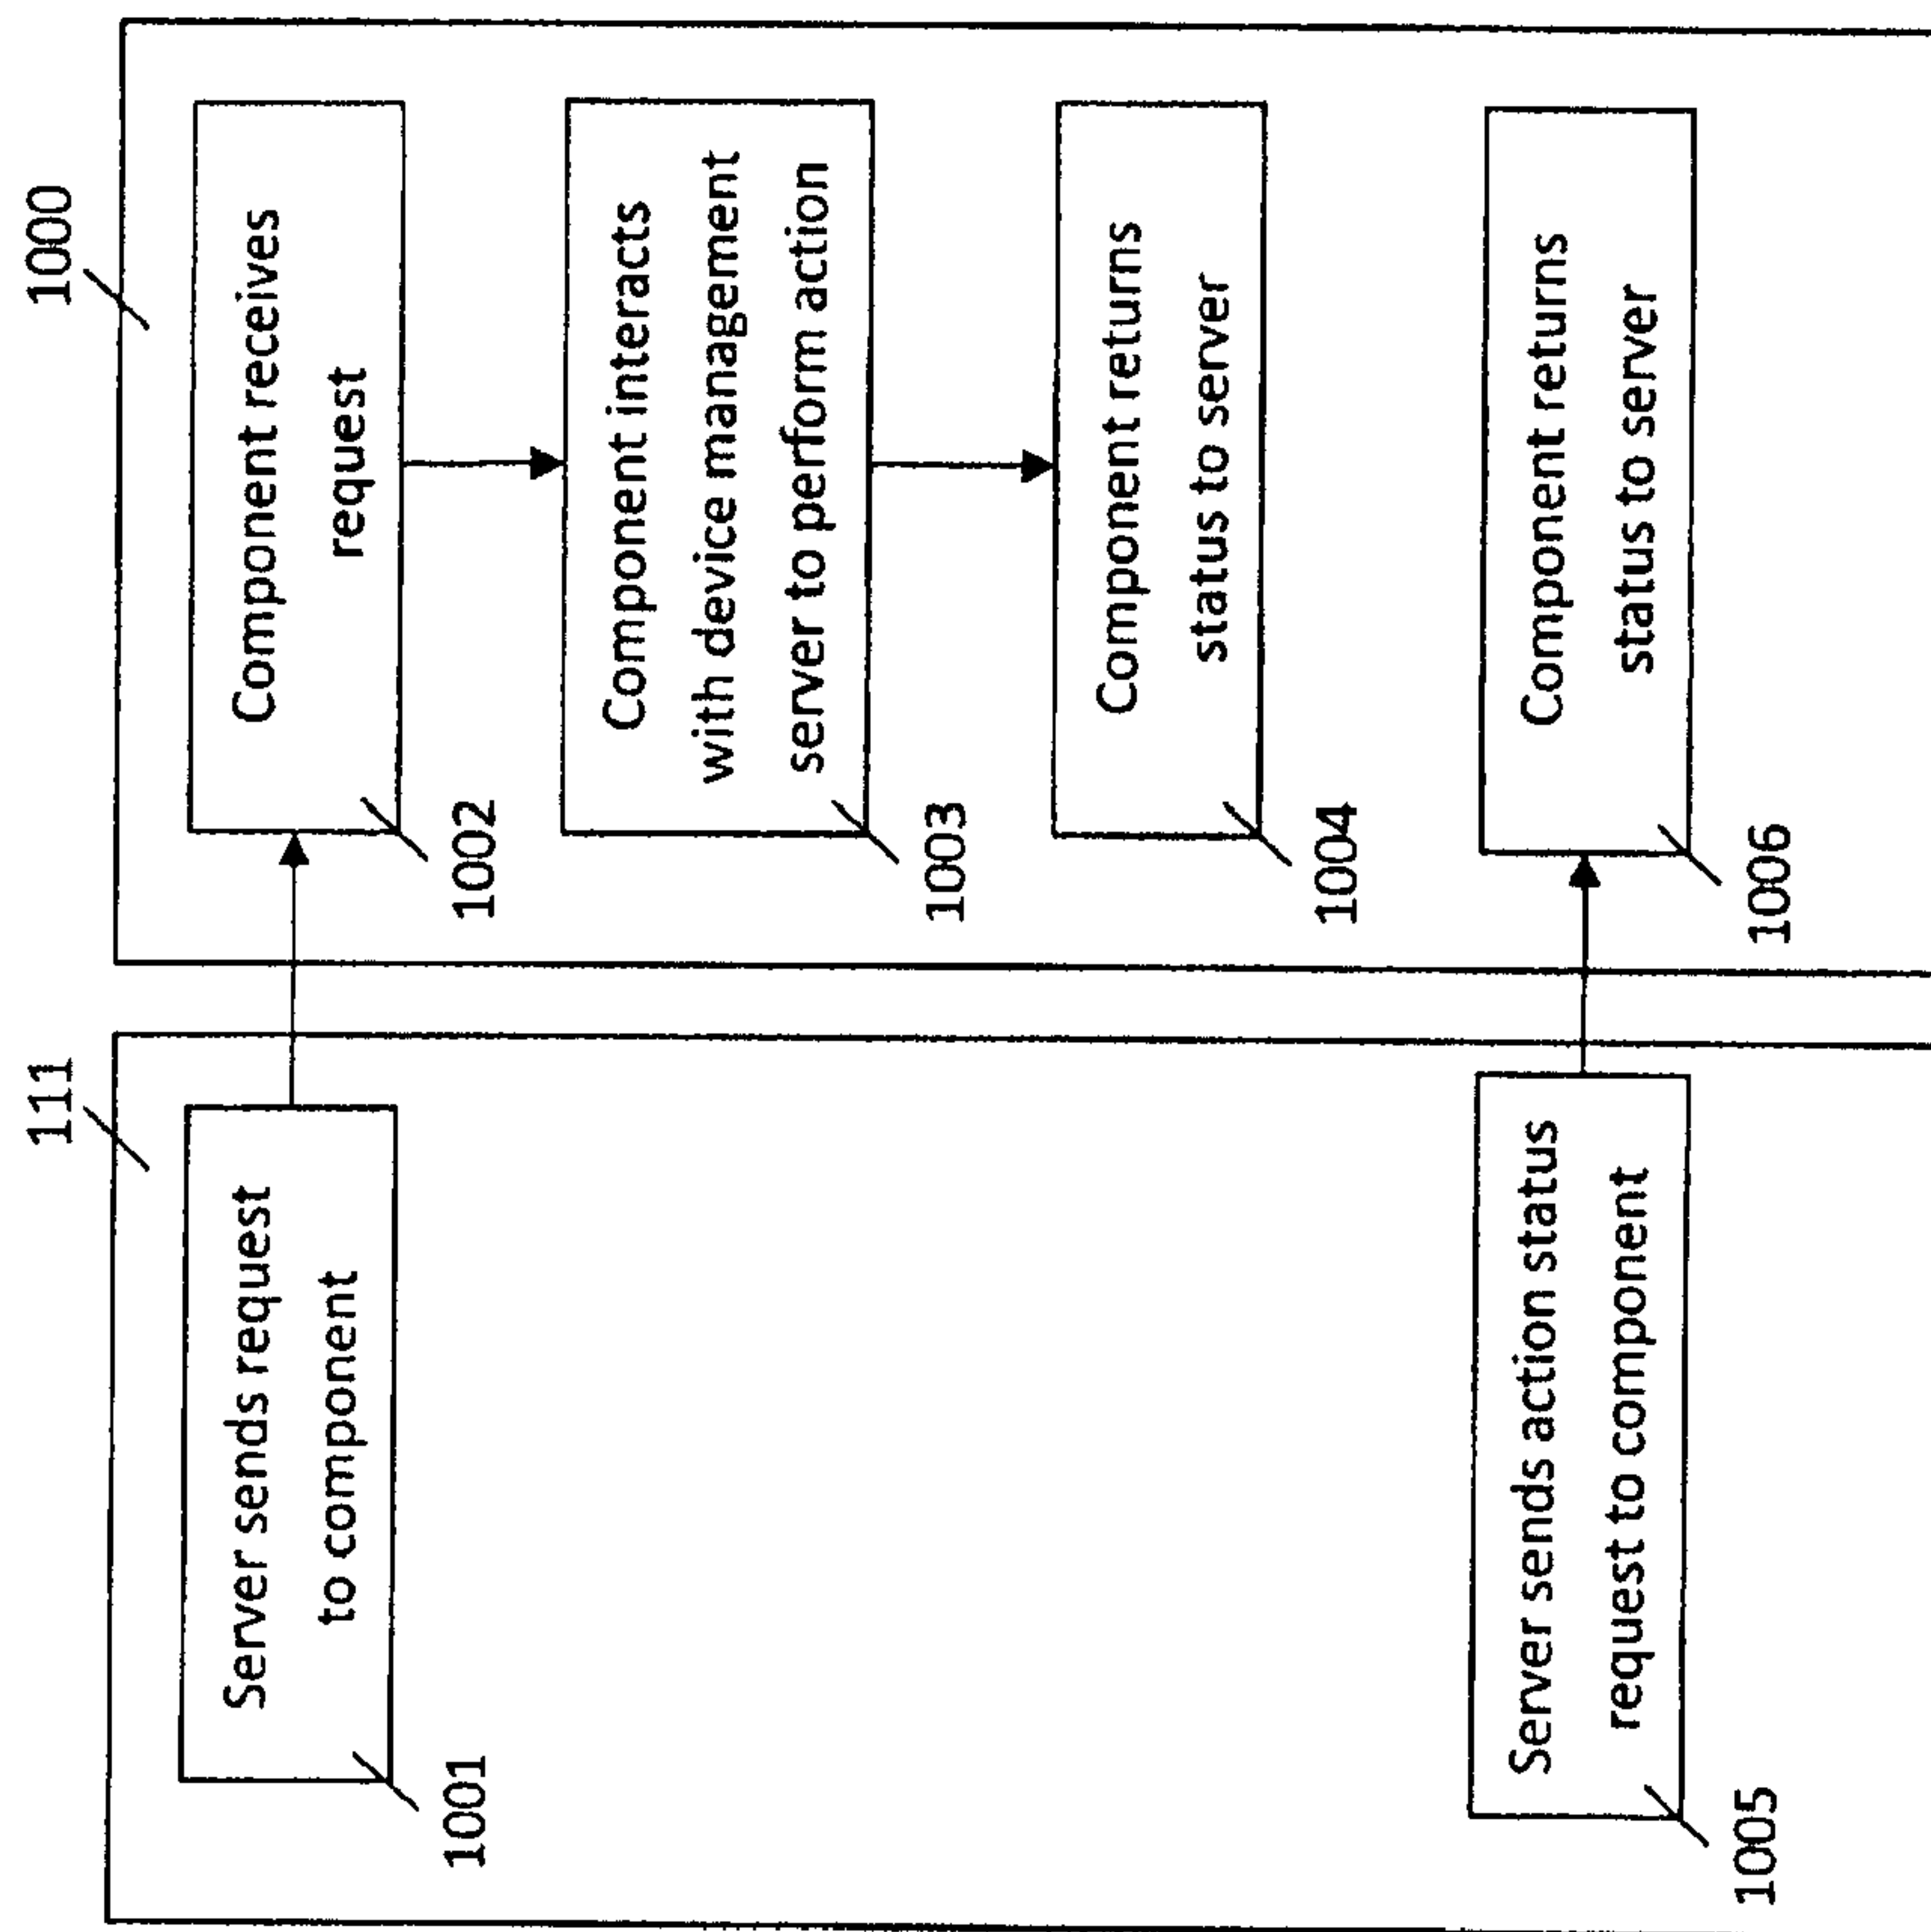 111
1000
Server sends request
to component
1001
Component receives
request
1002
Component interacts
with device management
server to perform action
1003
Component returns
status to server
1004
Server sends action status
request to component
1005
Component returns
status to server
1006